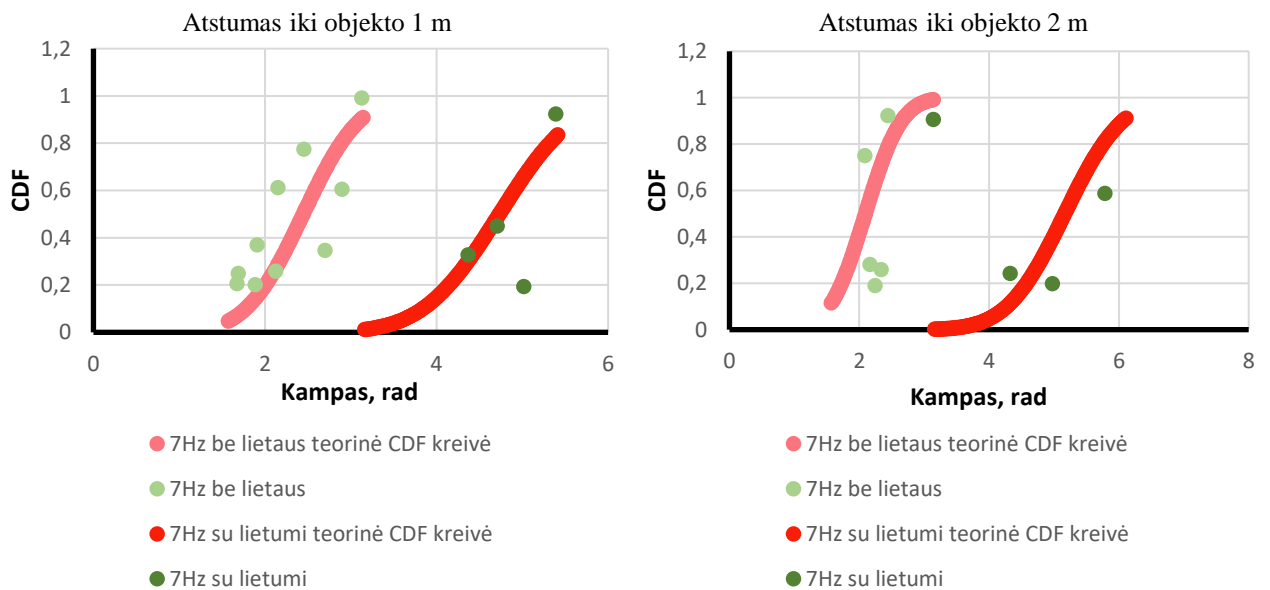 Atstumas iki objekto 1 m
1,2
1
0,8
0,6
0,4
0,2
0
CDF
0 2 4 6
Kampas, rad
7Hz be lietaus teorinė CDF kreivė
7Hz be lietaus
7Hz su lietumi teorinė CDF kreivė
7Hz su lietumi
Atstumas iki objekto 2 m
1,2
1
0,8
0,6
0,4
0,2
0
CDF
0 2 4 6 8
Kampas, rad
7Hz be lietaus teorinė CDF kreivė
7Hz be lietaus
7Hz su lietumi teorinė CDF kreivė
7Hz su lietumi